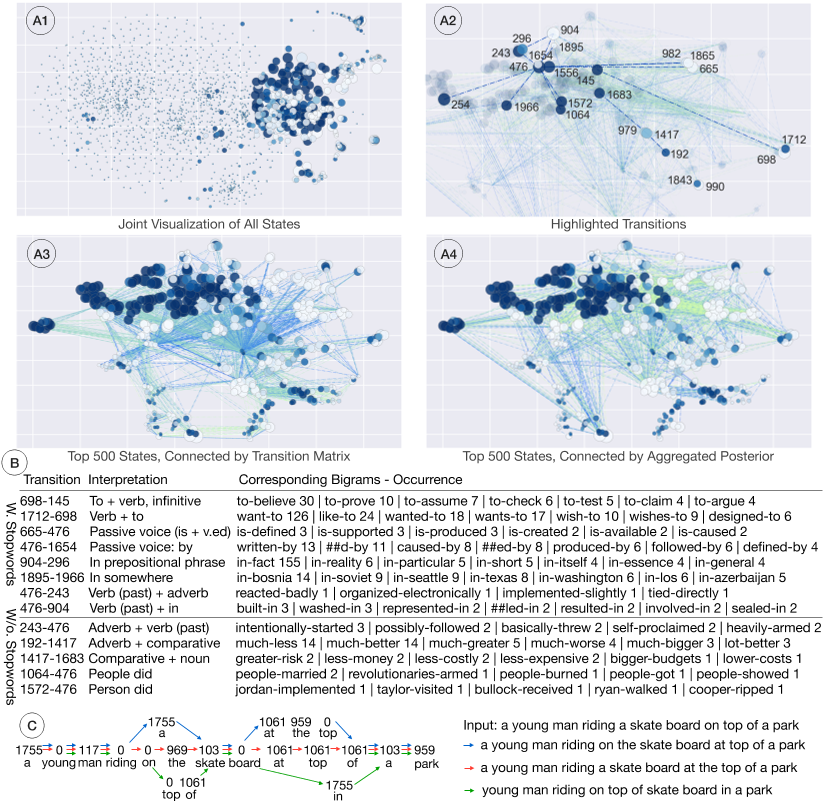 A1
A2
904
296
1895
243
1654
476
1556
982
1865
665
145
254
1966
1572
1064
1683
979
1417
192
1712
698
1843
990
Joint Visualization of All States
Highlighted Transitions
A3
A4
Top 500 States, Connected by Transition Matrix
Top 500 States, Connected by Aggregated Posterior
B
Transition Interpretation Corresponding Bigrams - Occurrence
W. Stopwords
698-145 To + verb, infinitive to-believe 30 | to-prove 10 | to-assume 7 | to-check 6 | to-test 5 | to-claim 4 | to-argue 4
1712-698 Verb + to want-to 126 | like-to 24 | wanted-to 18 | wants-to 17 | wish-to 10 | wishes-to 9 | designed-to 6
665-476 Passive voice (is + v.ed) is-defined 3 | is-supported 3 | is-created 2 | is-available 2 | is-caused 2
476-1654 Passive voice: by written-by 13 | ##d-by 11 | caused-by 8 | ##ed-by 8 | produced-by 6 | followed-by 6 | defined-by 4
904-296 In prepositional phrase in-fact 155 | in-reality 6 | in-particular 5 | in-short 5 | in-itself 4 | in-essence 4 | in-general 4
1895-1966 In somewhere in-bosnia 14 | in-soviet 9 | in-seattle 9 | in-texas 8 | in-washington 6 | in-los 6 | in-azerbaijan 5
476-243 Verb (past) + adverb reacted-badly 1 | organized-electronically 1 | implemented-slightly 1 | tied-directly 1
476-904 Verb (past) + in built-in 3 | washed-in 3 | represented-in 2 | ##led-in 2 | resulted-in 2 | involved-in 2 | sealed-in 2
W/o. Stopwords
243-476 Adverb + verb (past) intentionally-started 3 | possibly-followed 2 | basically-threw 2 | self-proclaimed 2 | heavily-armed 2
192-1417 Adverb + comparative much-less 14 | much-better 14 | much-greater 5 | much-worse 4 | much-bigger 3 | lot-better 3
1417-1683 Comparative + noun greater-risk 2 | less-money 2 | less-costly 2 | less-expensive 2 | bigger-budgets 1 | lower-costs 1
1064-476 People did people-married 2 | revolutionaries-armed 1 | people-burned 1 | people-got 1 | people-showed 1
1572-476 Person did jordan-implemented 1 | taylor-visited 1 | bullock-received 1 | ryan-walked 1 | cooper-ripped 1
C
1755 1061 959 0
a at the top
1755 0 117 0 0 969 103 0 1061 1061 1061 103 959
a young man riding on the skate board at top of a park
0 1061 1755
top of in
Input: a young man riding a skate board on top of a park
a young man riding on the skate board at top of a park
a young man riding a skate board at the top of a park
young man riding on top of skate board in a park